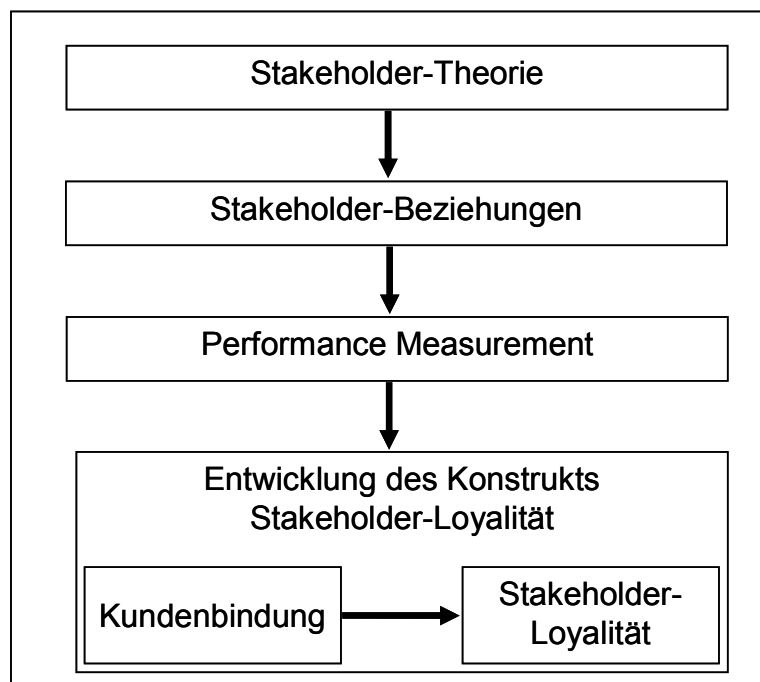 Stakeholder-Theorie
Stakeholder-Beziehungen
Performance Measurement
Entwicklung des Konstrukts
Stakeholder-Loyalität
Kundenbindung
Stakeholder-
Loyalität